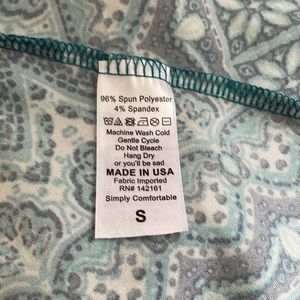 96% Spun Polyester
4% Spandex
Machine Wash Cold
Gentle Cycle
Do Not Bleach
Hang Dry
or you'll be sad
MADE IN USA
Fabric Imported
RN# 142161
Simply Comfortable
S